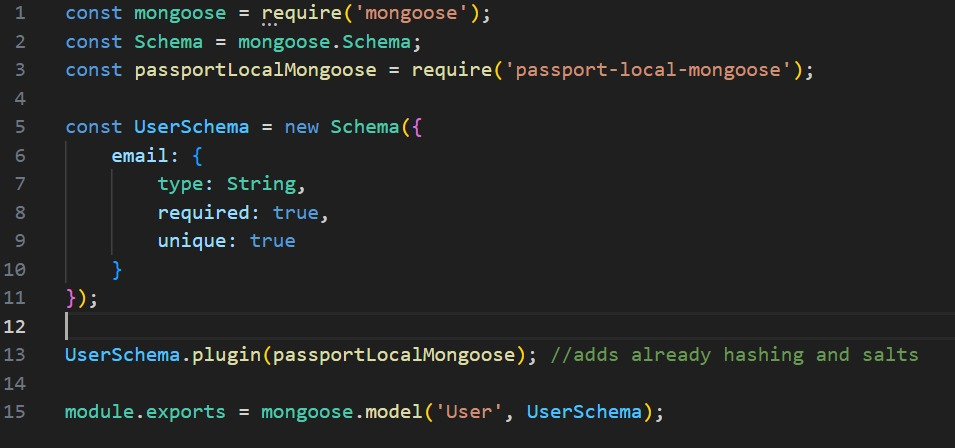 1 const mongoose = require('mongoose');
2 const Schema = mongoose.Schema;
3 const passportLocalMongoose = require('passport-local-mongoose');
4
5 const UserSchema = new Schema({
6     email: {
7         type: String,
8         required: true,
9         unique: true
10     }
11 });
12
13 UserSchema.plugin(passportLocalMongoose); //adds already hashing and salts
14
15 module.exports = mongoose.model('User', UserSchema);